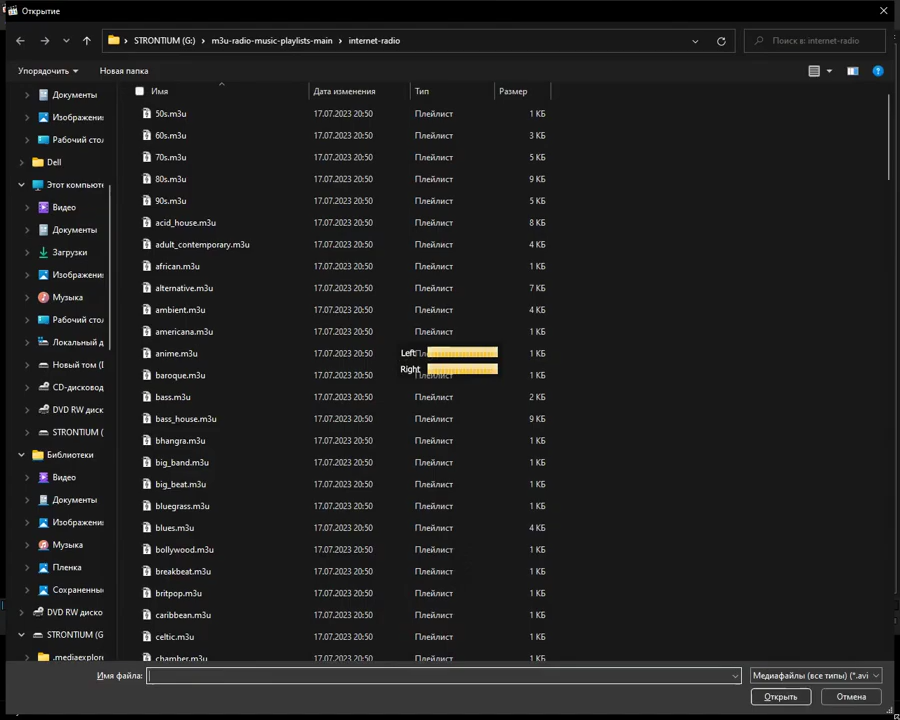 Открытие
STRONTIUM (G:) › m3u-radio-music-playlists-main › internet-radio
Поиск в: internet-radio
Упорядочить Новая папка
Имя Дата изменения Тип Размер
Документы
Изображени
Рабочий стол
Dell
Этот компьюте
Видео
Документы
Загрузки
Изображени
Музыка
Рабочий стол
Локальный д
Новый том (I
CD-дисковод
DVD RW диск
STRONTIUM (
Библиотеки
Видео
Документы
Изображени
Музыка
Пленка
Сохраненны
DVD RW диско
STRONTIUM (G
.mediaexplore
50s.m3u 17.07.2023 20:50 Плейлист 1 КБ
60s.m3u 17.07.2023 20:50 Плейлист 3 КБ
70s.m3u 17.07.2023 20:50 Плейлист 5 КБ
80s.m3u 17.07.2023 20:50 Плейлист 9 КБ
90s.m3u 17.07.2023 20:50 Плейлист 5 КБ
acid_house.m3u 17.07.2023 20:50 Плейлист 8 КБ
adult_contemporary.m3u 17.07.2023 20:50 Плейлист 4 КБ
african.m3u 17.07.2023 20:50 Плейлист 1 КБ
alternative.m3u 17.07.2023 20:50 Плейлист 7 КБ
ambient.m3u 17.07.2023 20:50 Плейлист 4 КБ
americana.m3u 17.07.2023 20:50 Плейлист 1 КБ
anime.m3u 17.07.2023 20:50 1 КБ
Left
Right
baroque.m3u 17.07.2023 20:50 Плейлист 1 КБ
bass.m3u 17.07.2023 20:50 Плейлист 2 КБ
bass_house.m3u 17.07.2023 20:50 Плейлист 9 КБ
bhangra.m3u 17.07.2023 20:50 Плейлист 1 КБ
big_band.m3u 17.07.2023 20:50 Плейлист 1 КБ
big_beat.m3u 17.07.2023 20:50 Плейлист 1 КБ
bluegrass.m3u 17.07.2023 20:50 Плейлист 1 КБ
blues.m3u 17.07.2023 20:50 Плейлист 4 КБ
bollywood.m3u 17.07.2023 20:50 Плейлист 1 КБ
breakbeat.m3u 17.07.2023 20:50 Плейлист 1 КБ
britpop.m3u 17.07.2023 20:50 Плейлист 1 КБ
caribbean.m3u 17.07.2023 20:50 Плейлист 1 КБ
celtic.m3u 17.07.2023 20:50 Плейлист 1 КБ
chamber.m3u 17.07.2023 20:50 Плейлист 1 КБ
Имя файла:
Медиафайлы (все типы) (*.avi
Открыть Отмена